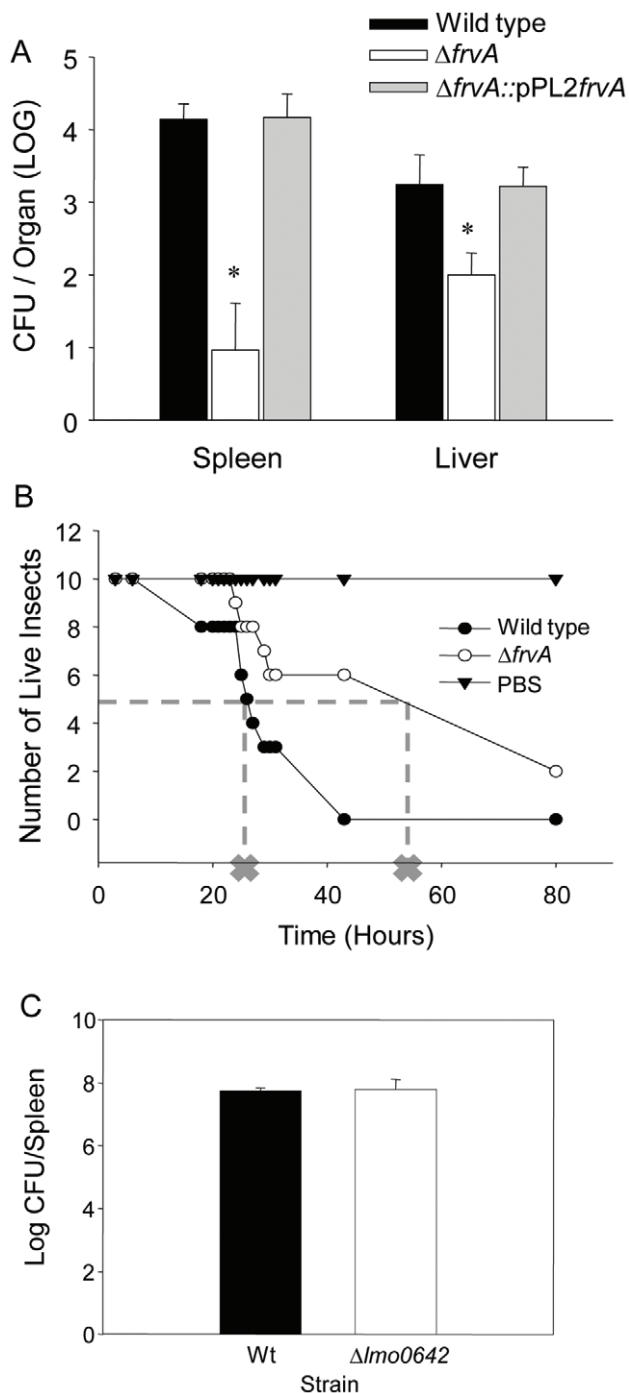 A
Wild type
ΔfrvA
ΔfrvA::pPL2frvA
CFU / Organ (LOG)
5
4
3
2
1
0
*
*
Spleen
Liver
B
Number of Live Insects
12
10
8
6
4
2
0
Wild type
ΔfrvA
PBS
0
20
40
60
80
Time (Hours)
C
Log CFU/Spleen
10
8
6
4
2
0
Wt
Δlmo0642
Strain